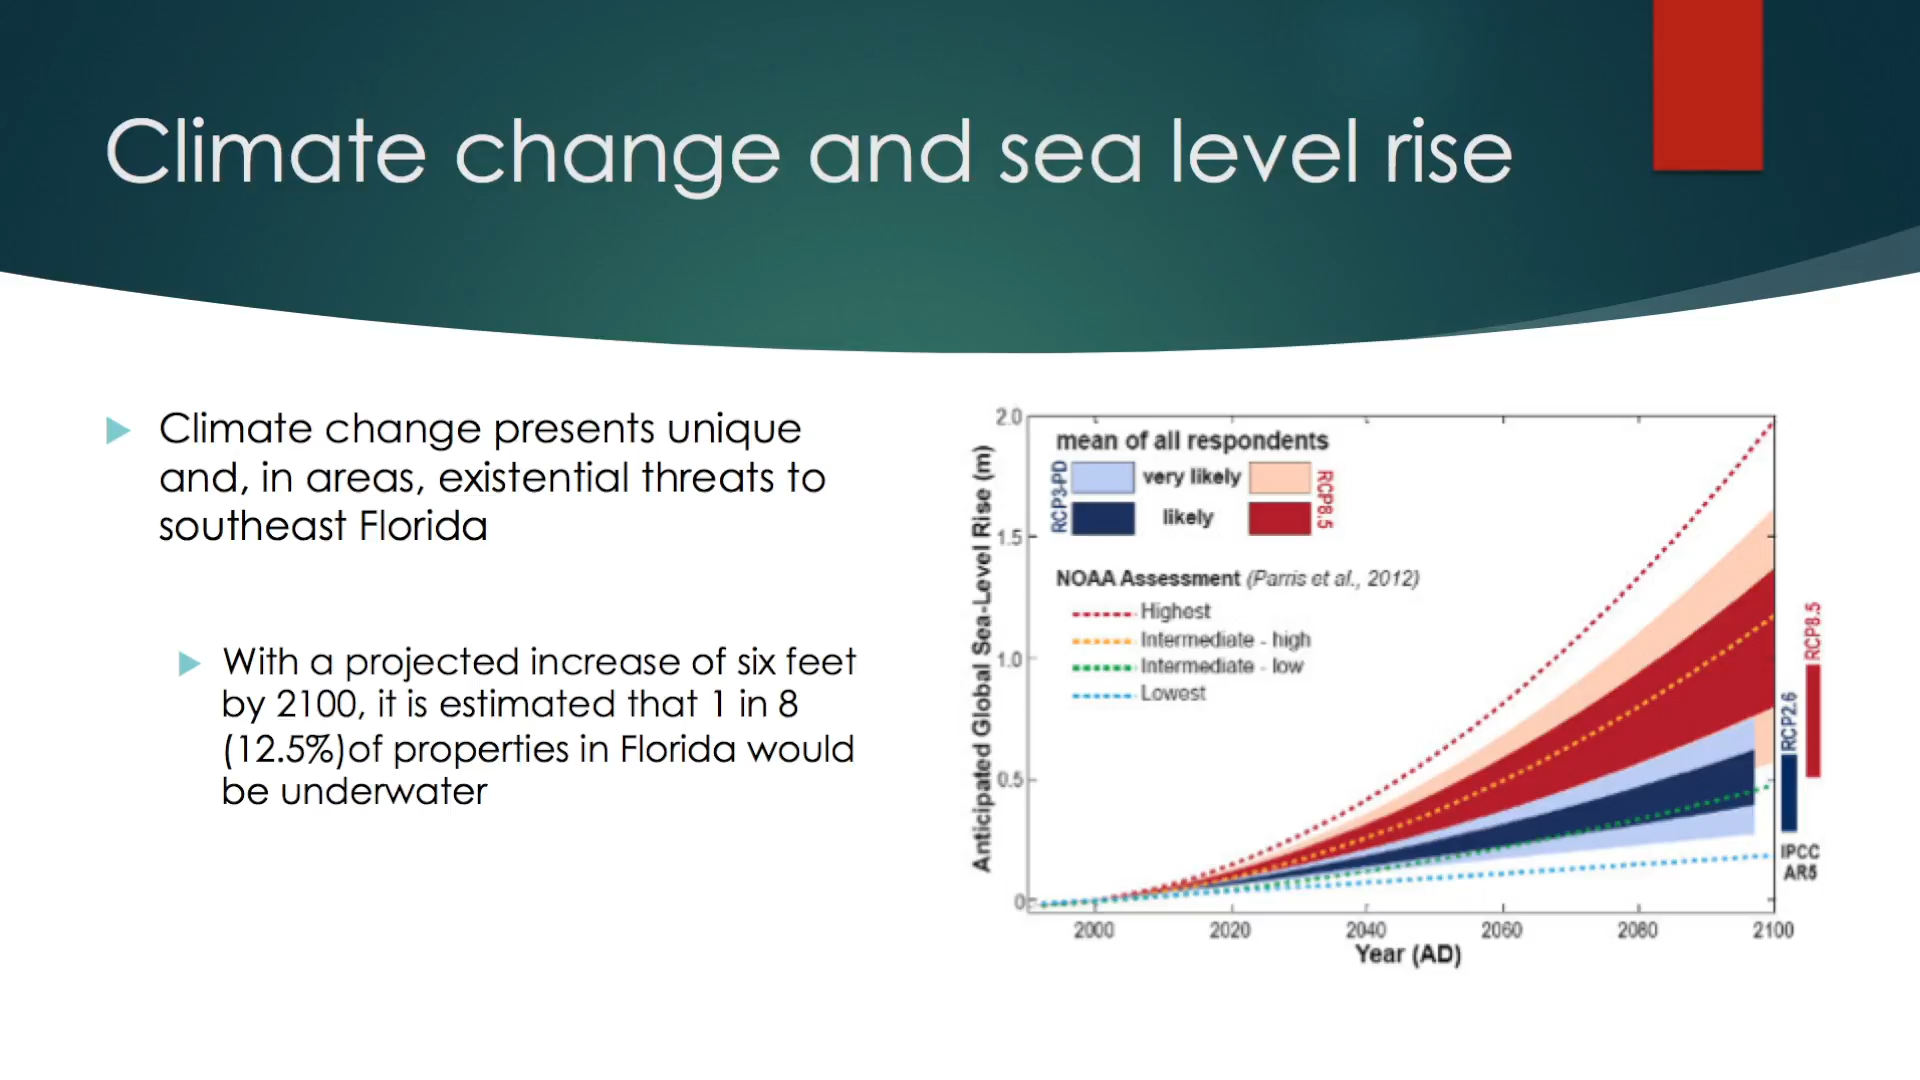 Climate change and sea level rise
Climate change presents unique
and, in areas, existential threats to
southeast Florida
With a projected increase of six feet
by 2100, it is estimated that 1 in 8
(12.5%)of properties in Florida would
be underwater
Anticipated Global Sea-Level Rise (m)
2.0
1.5
1.0
0.5
0
mean of all respondents
RCP3-PD
very likely
likely
RCP8.5
NOAA Assessment (Parris et al., 2012)
Highest
Intermediate - high
Intermediate - low
Lowest
RCP8.5
RCP2.6
IPCC
AR5
2000 2020 2040 2060 2080 2100
Year (AD)